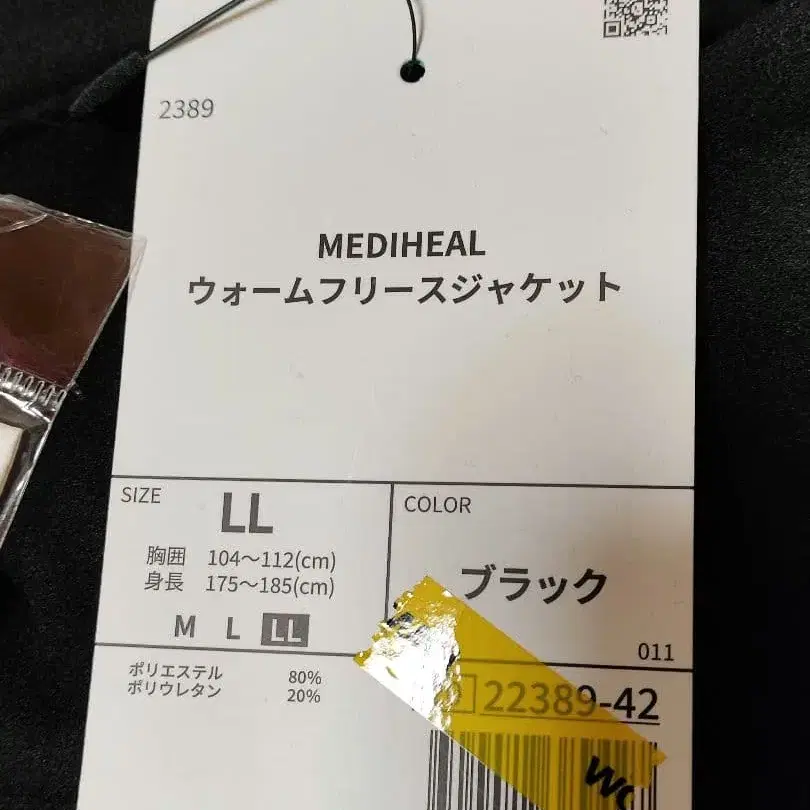 2389
MEDIHEAL
ウォームフリースジャケット
SIZE
LL
胸囲 104〜112(cm)
身長 175〜185(cm)
M L LL
COLOR
ブラック
011
ポリエステル 80%
ポリウレタン 20%
22389-42